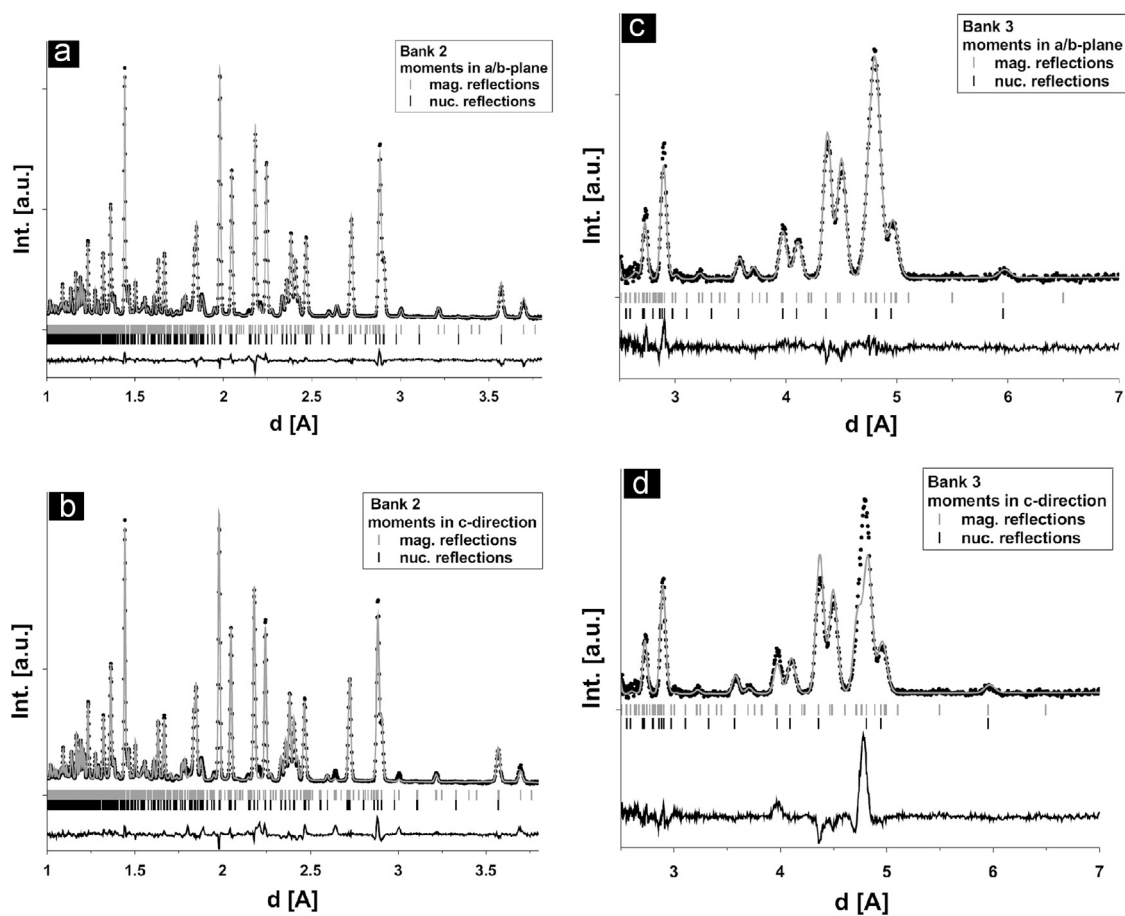 a
Bank 2
moments in a/b-plane
mag. reflections
nuc. reflections
Int. [a.u.]
1 1.5 2 2.5 3 3.5
d [A]
c
Bank 3
moments in a/b-plane
mag. reflections
nuc. reflections
Int. [a.u.]
3 4 5 6 7
d [A]
b
Bank 2
moments in c-direction
mag. reflections
nuc. reflections
Int. [a.u.]
1 1.5 2 2.5 3 3.5
d [A]
d
Bank 3
moments in c-direction
mag. reflections
nuc. reflections
Int. [a.u.]
3 4 5 6 7
d [A]